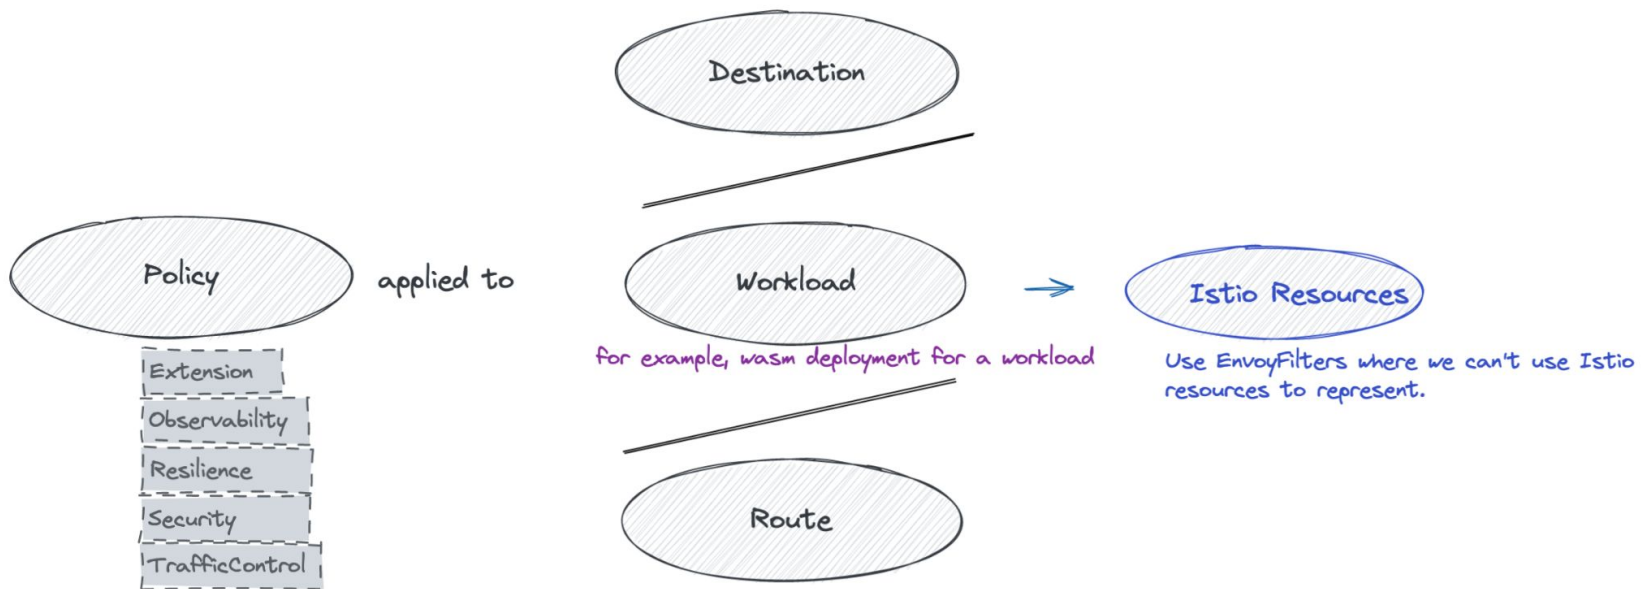 Destination
Policy
applied to
Workload
Istio Resources
for example, wasm deployment for a workload
Use EnvoyFilters where we can't use Istio
resources to represent.
Extension
Observability
Resilience
Security
TrafficControl
Route